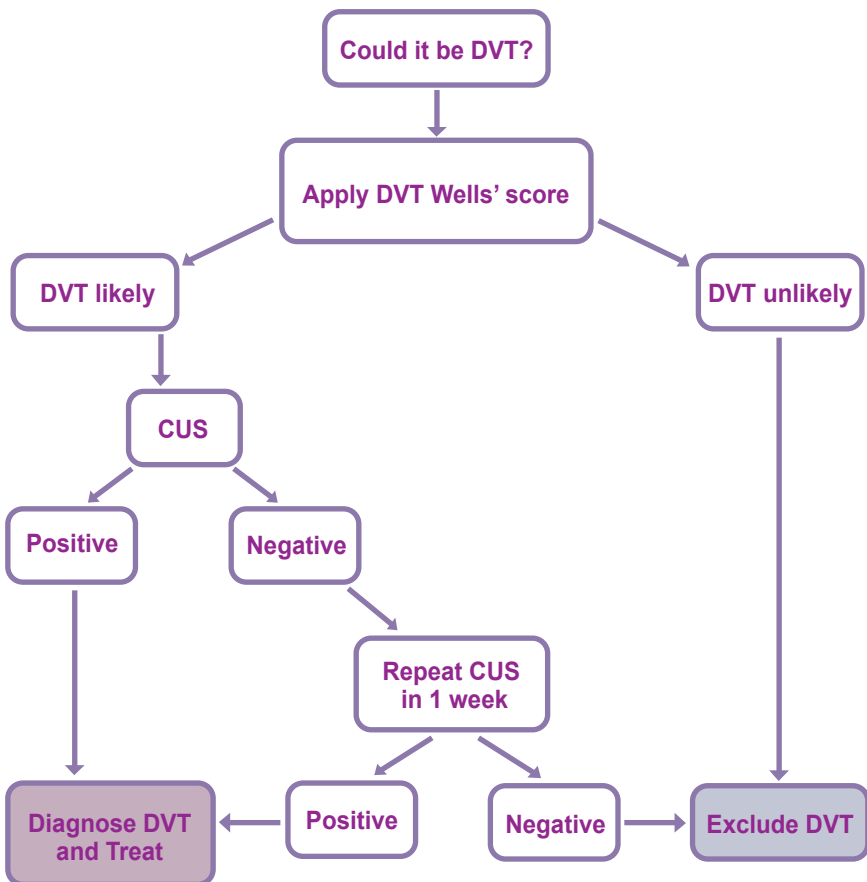 Could it be DVT?
Apply DVT Wells’ score
DVT likely
DVT unlikely
CUS
Positive
Negative
Repeat CUS
in 1 week
Diagnose DVT
and Treat
Positive
Negative
Exclude DVT